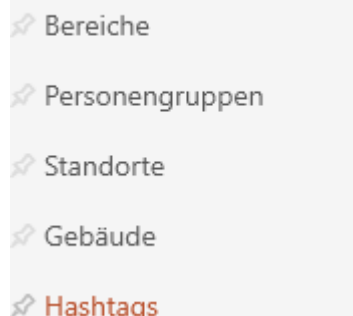 Bereiche
Personengruppen
Standorte
Gebäude
Hashtags